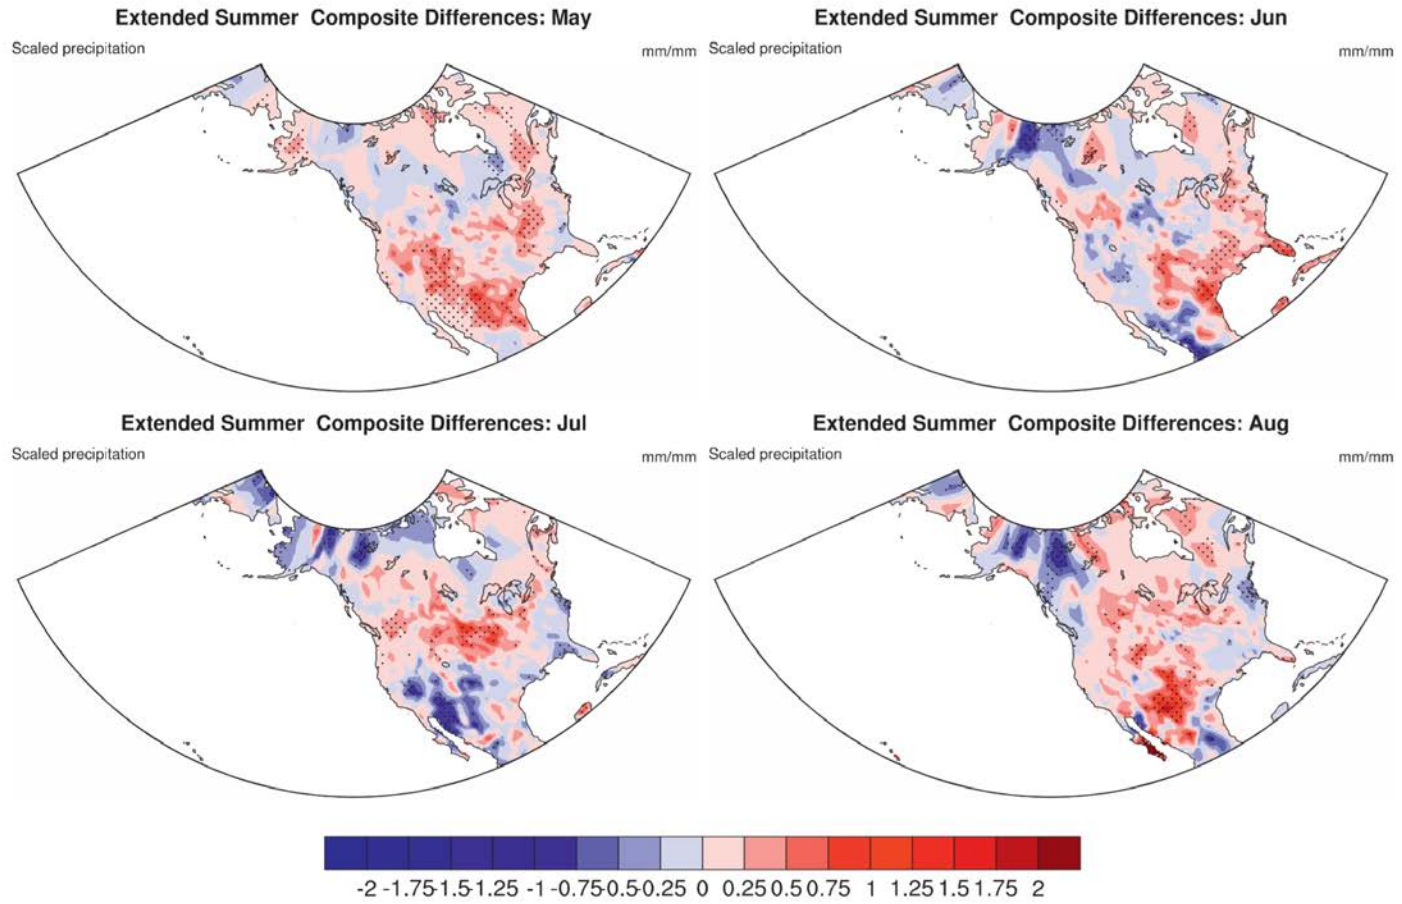 Extended Summer Composite Differences: May
Scaled precipitation mm/mm
Extended Summer Composite Differences: Jun
Scaled precipitation mm/mm
Extended Summer Composite Differences: Jul
Scaled precipitation mm/mm
Extended Summer Composite Differences: Aug
Scaled precipitation mm/mm
-2 -1.75-1.5-1.25 -1 -0.75-0.5-0.25 0 0.25 0.5 0.75 1 1.25 1.5 1.75 2